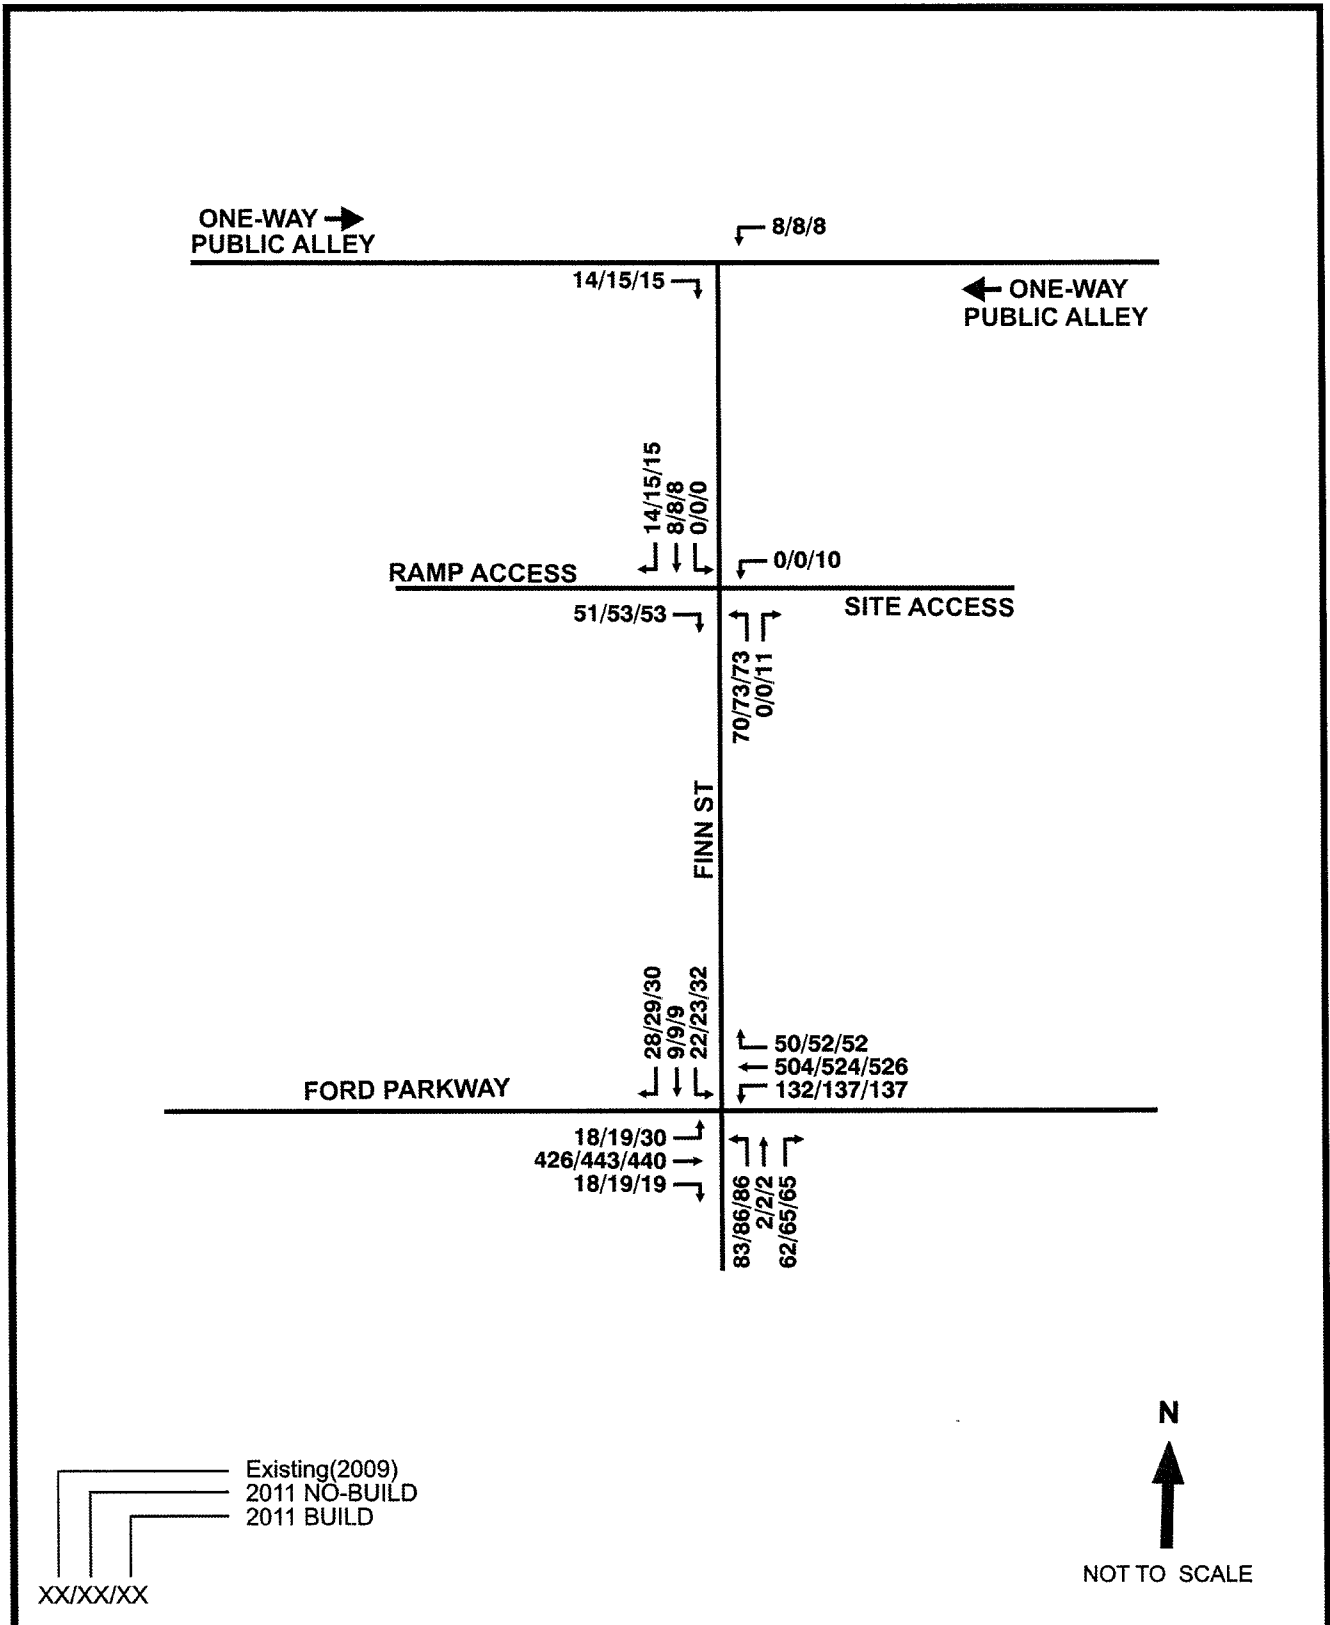 ONE-WAY
PUBLIC ALLEY
8/8/8
14/15/15
ONE-WAY
PUBLIC ALLEY
14/15/15
8/8/8
0/0/0
RAMP ACCESS
0/0/10
SITE ACCESS
51/53/53
70/73/73
0/0/11
FINN ST
28/29/30
9/9/9
22/23/32
50/52/52
504/524/526
132/137/137
FORD PARKWAY
18/19/30
426/443/440
18/19/19
83/86/86
2/2/2
62/65/65
N
NOT TO SCALE
Existing(2009)
2011 NO-BUILD
2011 BUILD
XX/XX/XX